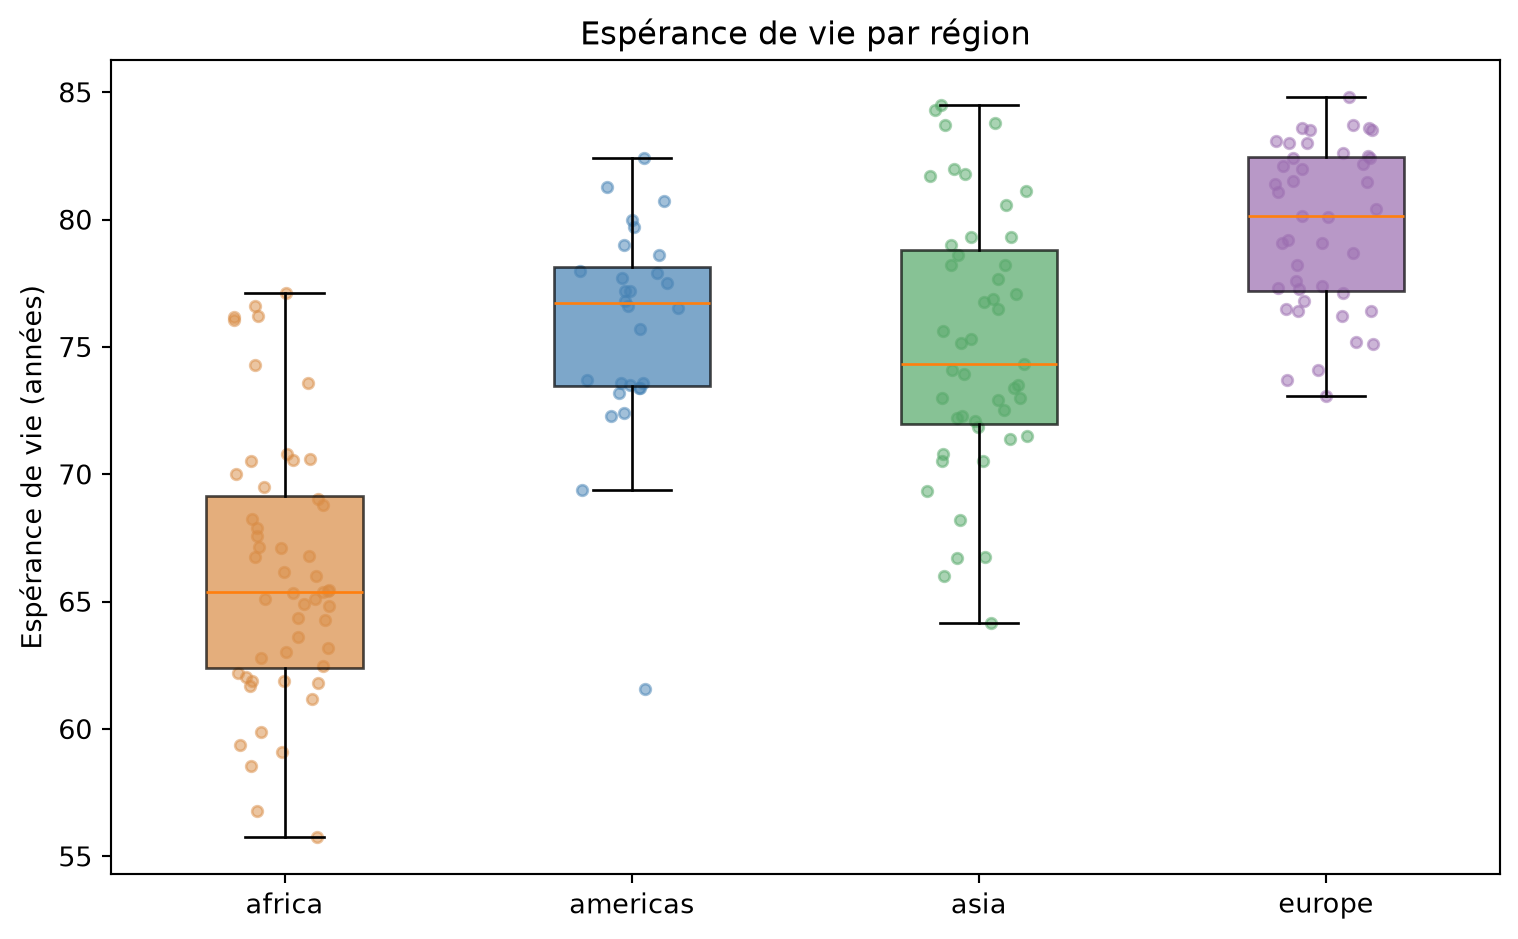 Espérance de vie par région
Espérance de vie (années)
85
80
75
70
65
60
55
africa
americas
asia
europe